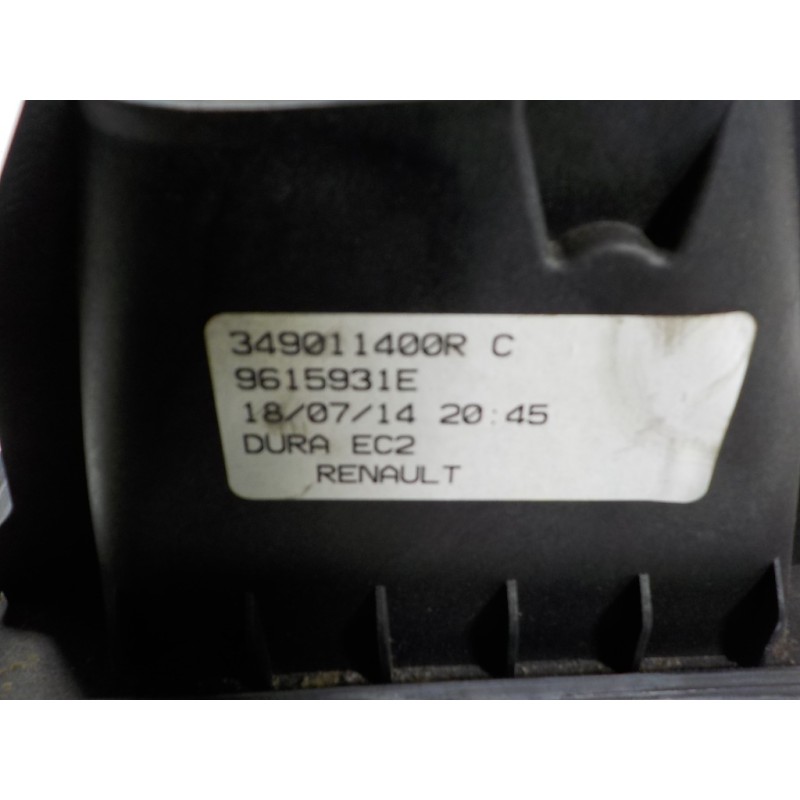 349011400R C
9615931E
18/07/14 20:45
DURA EC2
RENAULT